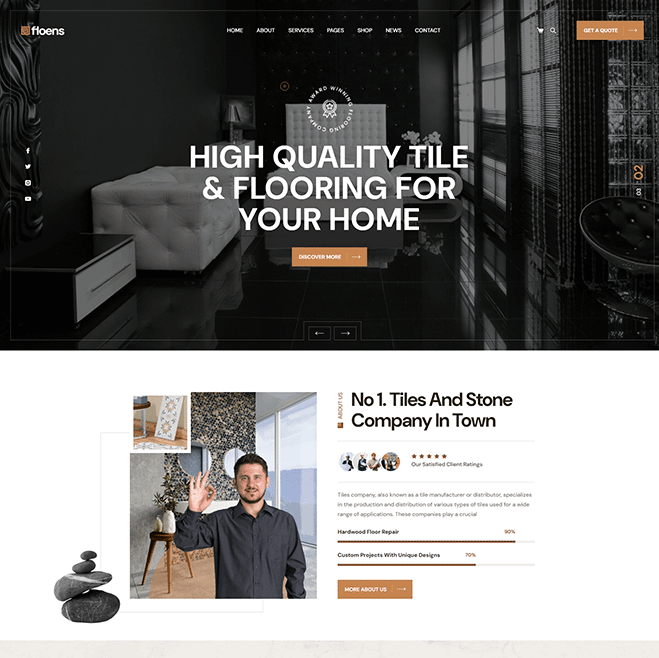 floens
HOME ABOUT SERVICES PAGES SHOP NEWS CONTACT
GET A QUOTE
AWARD WINNING FLOORING COMPANY
HIGH QUALITY TILE
& FLOORING FOR
YOUR HOME
DISCOVER MORE
02
03
ABOUT US
No 1. Tiles And Stone
Company In Town
Our Satisfied Client Ratings
Tiles company, also known as a tile manufacturer or distributor, specializes
in the production and distribution of various types of tiles used for a wide
range of applications. These companies play a crucial
Hardwood Floor Repair 90%
Custom Projects With Unique Designs 70%
MORE ABOUT US